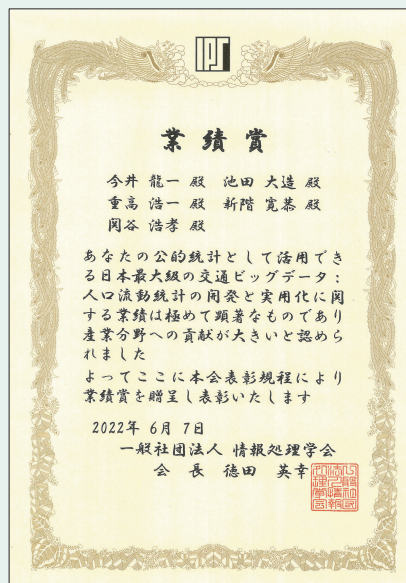 IPSJ
業績賞
今井 龍一 殿 池田 大造 殿
重高 浩一 殿 新階 寛恭 殿
関谷 浩孝 殿
あなたの公的統計として活用でき
る日本最大級の交通ビッグデータ：
人口流動統計の開発と実用化に関
する業績は極めて顕著なものであり
産業分野への貢献が大きいと認めら
れました
よってここに本会表彰規程により
業績賞を贈呈し表彰いたします
2022年 6月 7日
一般社団法人 情報処理学会
会 長 徳田 英幸